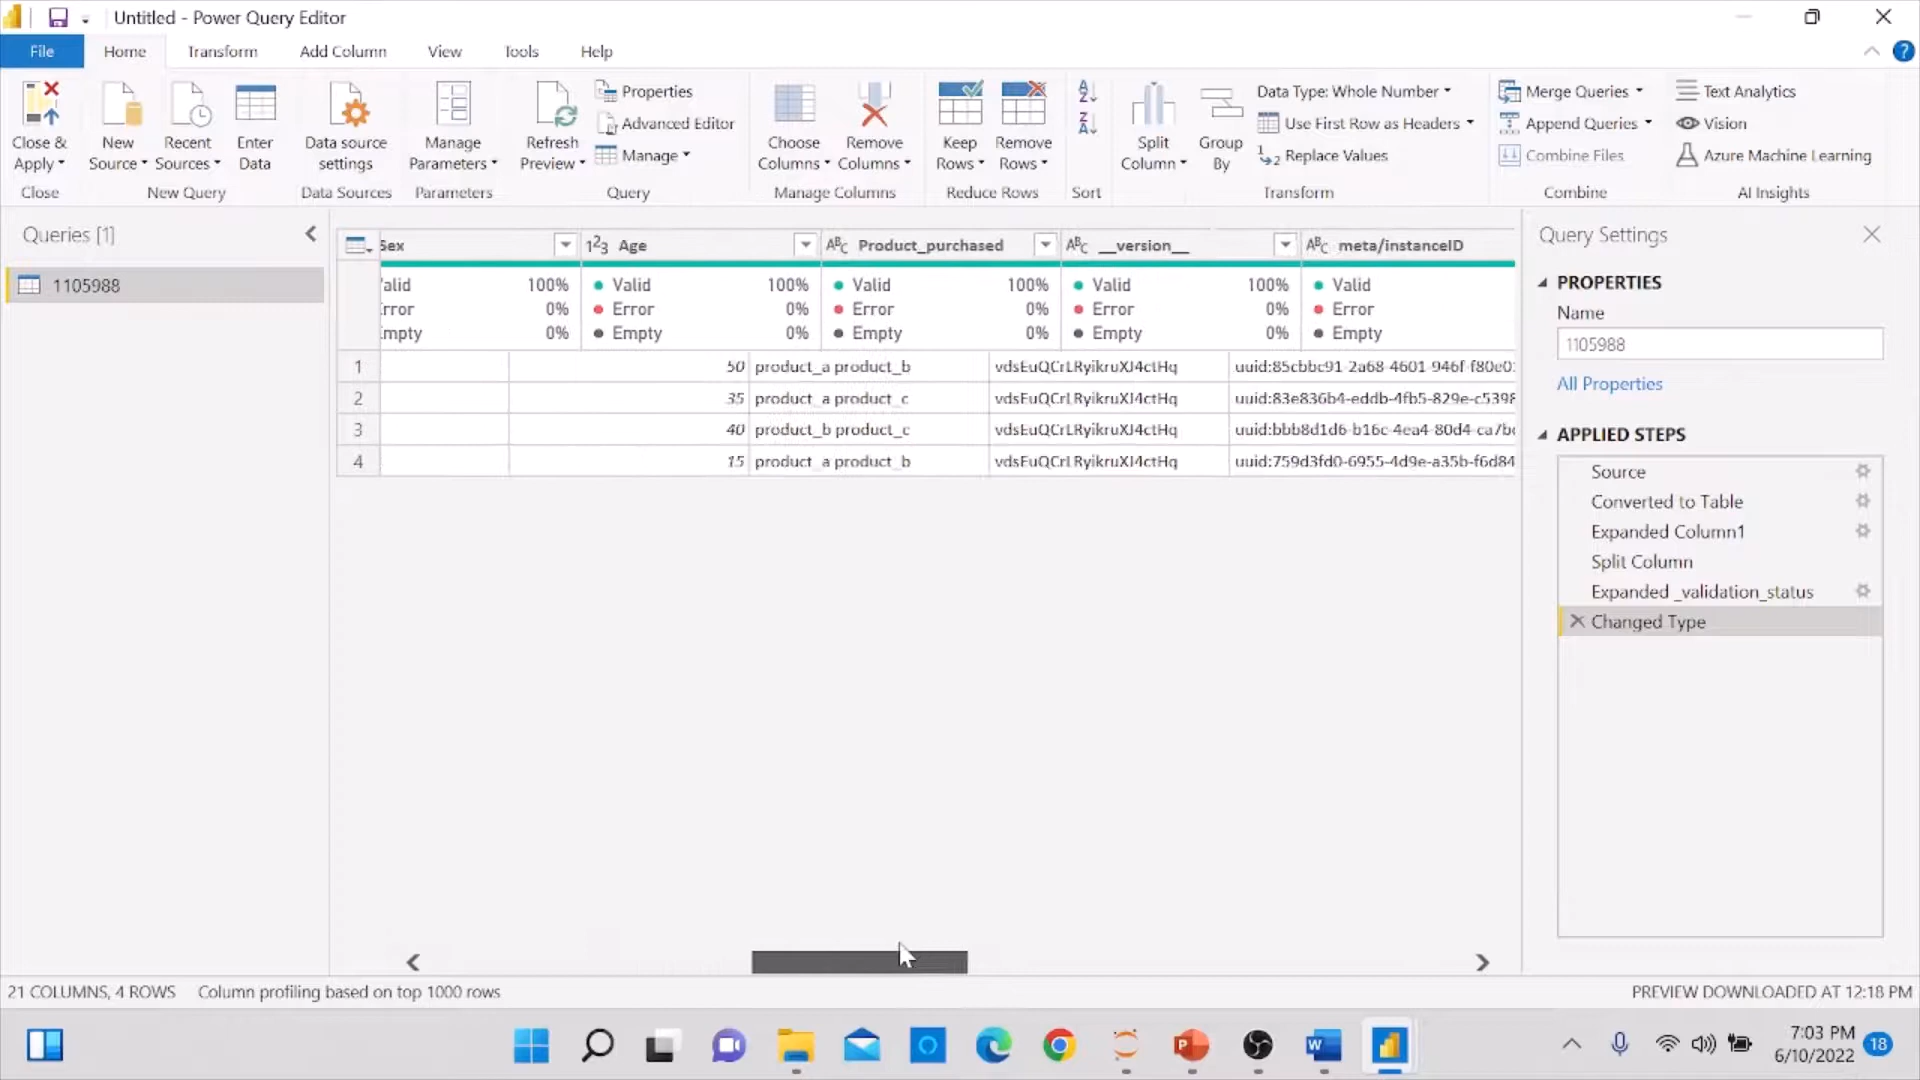 Untitled - Power Query Editor
File Home Transform Add Column View Tools Help
Close & Apply
Close
New Source
Recent Sources
Enter Data
New Query
Data source settings
Data Sources
Manage Parameters
Parameters
Refresh Preview
Properties
Advanced Editor
Manage
Query
Choose Columns
Remove Columns
Manage Columns
Keep Rows
Remove Rows
Reduce Rows
Sort
Split Column
Group By
Data Type: Whole Number
Use First Row as Headers
Replace Values
Transform
Merge Queries
Append Queries
Combine Files
Combine
Text Analytics
Vision
Azure Machine Learning
AI Insights
Queries [1]
1105988
Sex 123 Age ABC Product_purchased ABC __version__ ABC meta/instanceID
Valid 100% Valid 100% Valid 100% Valid 100% Valid
Error 0% Error 0% Error 0% Error 0% Error
Empty 0% Empty 0% Empty 0% Empty 0% Empty
1 50 product_a product_b
2 35 product_a product_c
3 40 product_b product_c
4 15 product_a product_b
Query Settings
PROPERTIES
Name
1105988
All Properties
APPLIED STEPS
Source
Converted to Table
Expanded Column1
Split Column
Expanded _validation_status
Changed Type
21 COLUMNS, 4 ROWS Column profiling based on top 1000 rows
PREVIEW DOWNLOADED AT 12:18 PM
7:03 PM
6/10/2022
18